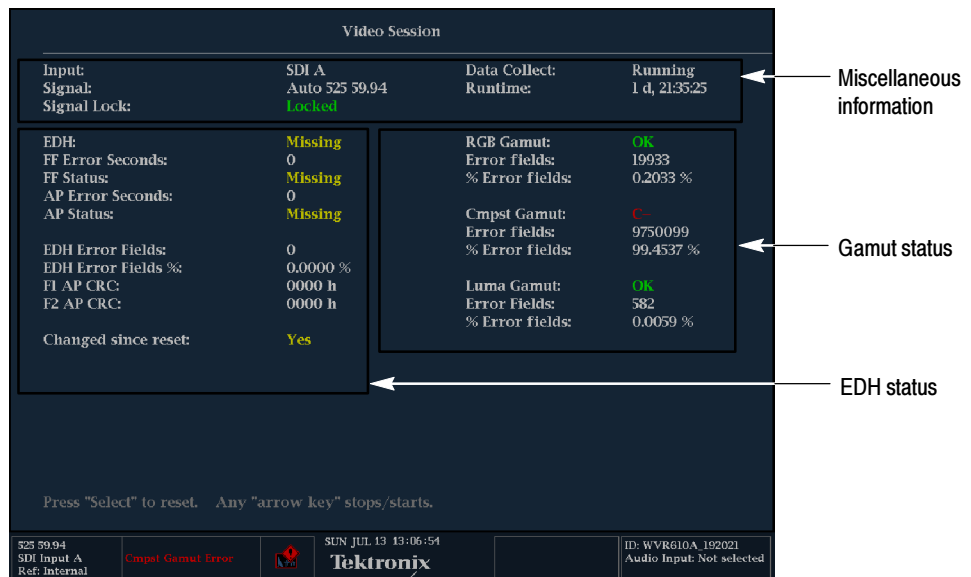 Video Session
Input: SDI A Data Collect: Running
Signal: Auto 525 59.94 Runtime: 1 d, 21:35:25
Signal Lock: Locked
Miscellaneous
information
EDH: Missing
FF Error Seconds: 0
FF Status: Missing
AP Error Seconds: 0
AP Status: Missing
EDH Error Fields: 0
EDH Error Fields %: 0.0000 %
F1 AP CRC: 0000 h
F2 AP CRC: 0000 h
Changed since reset: Yes
RGB Gamut: OK
Error fields: 19933
% Error fields: 0.2033 %
Cmpst Gamut: C-
Error fields: 9750099
% Error fields: 99.4537 %
Luma Gamut: OK
Error Fields: 582
% Error fields: 0.0059 %
Gamut status
EDH status
Press "Select" to reset. Any "arrow key" stops/starts.
525 59.94
SDI Input A
Ref: Internal
Cmpst Gamut Error
SUN JUL 13 13:06:54
Tektronix
ID: WVR610A_192021
Audio Input: Not selected